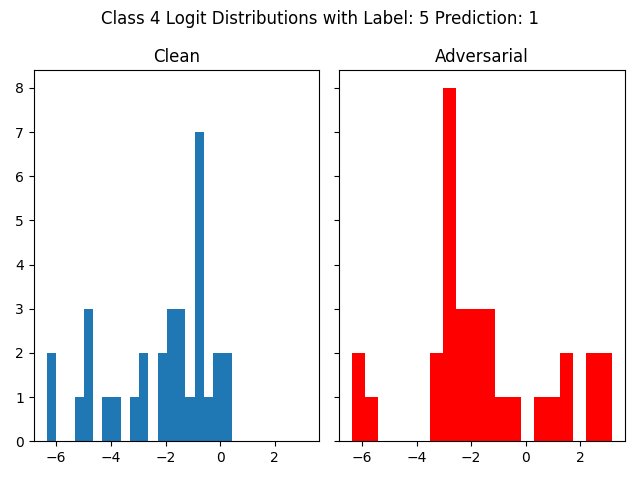 Class 4 Logit Distributions with Label: 5 Prediction: 1
Clean
Adversarial
8
7
6
5
4
3
2
1
0
−6 −4 −2 0 2
−6 −4 −2 0 2